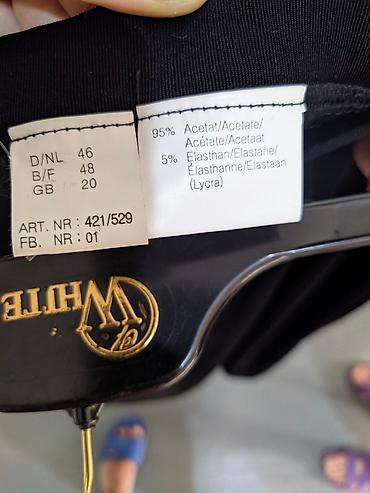 D/NL 46
B/F 48
GB 20
ART. NR : 421/529
FB. NR : 01
95% Acetat/Acetate/
Acétate/Acetaat
5% Elasthan/Elastane/
Élasthanne/Elastaan
(Lycra)
WHITE